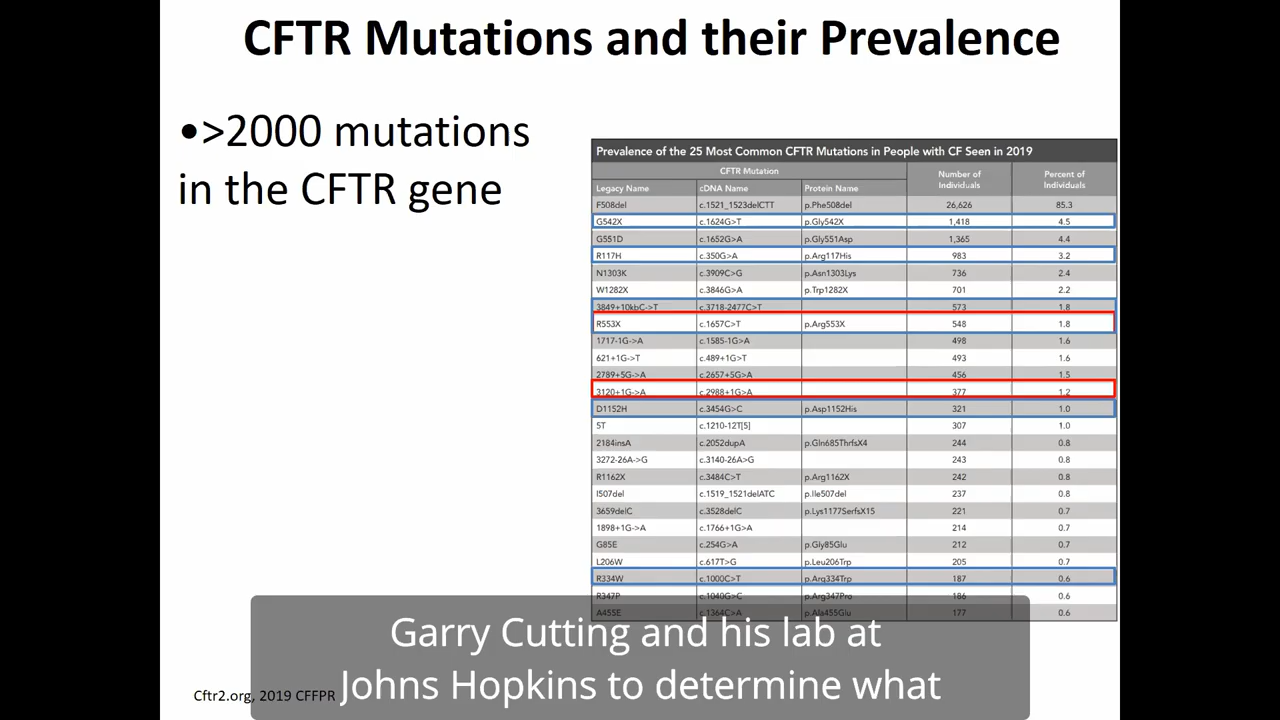 CFTR Mutations and their Prevalence
•>2000 mutations
in the CFTR gene
Prevalence of the 25 Most Common CFTR Mutations in People with CF Seen in 2019
CFTR Mutation Number of Individuals Percent of Individuals
Legacy Name cDNA Name Protein Name
F508del c.1521_1523delCTT p.Phe508del 26,626 85.3
G542X c.1624G>T p.Gly542X 1,418 4.5
G551D c.1652G>A p.Gly551Asp 1,365 4.4
R117H c.350G>A p.Arg117His 983 3.2
N1303K c.3909C>G p.Asn1303Lys 736 2.4
W1282X c.3846G>A p.Trp1282X 701 2.2
3849+10kbC->T c.3718-2477C>T 573 1.8
R553X c.1657C>T p.Arg553X 548 1.8
1717-1G->A c.1585-1G>A 498 1.6
621+1G->T c.489+1G>T 493 1.6
2789+5G->A c.2657+5G>A 456 1.5
3120+1G->A c.2988+1G>A 377 1.2
D1152H c.3454G>C p.Asp1152His 321 1.0
5T c.1210-12T[5] 307 1.0
2184insA c.2052dupA p.Gln685ThrfsX4 244 0.8
3272-26A->G c.3140-26A>G 243 0.8
R1162X c.3484C>T p.Arg1162X 242 0.8
I507del c.1519_1521delATC p.Ile507del 237 0.8
3659delC c.3528delC p.Lys1177SerfsX15 221 0.7
1898+1G->A c.1766+1G>A 214 0.7
G85E c.254G>A p.Gly85Glu 212 0.7
L206W c.617T>G p.Leu206Trp 205 0.7
R334W c.1000C>T p.Arg334Trp 187 0.6
R347P c.1040G>C p.Arg347Pro 186 0.6
A455E c.1364C>A p.Ala455Glu 177 0.6
Garry Cutting and his lab at
Johns Hopkins to determine what
Cftr2.org, 2019 CFFPR